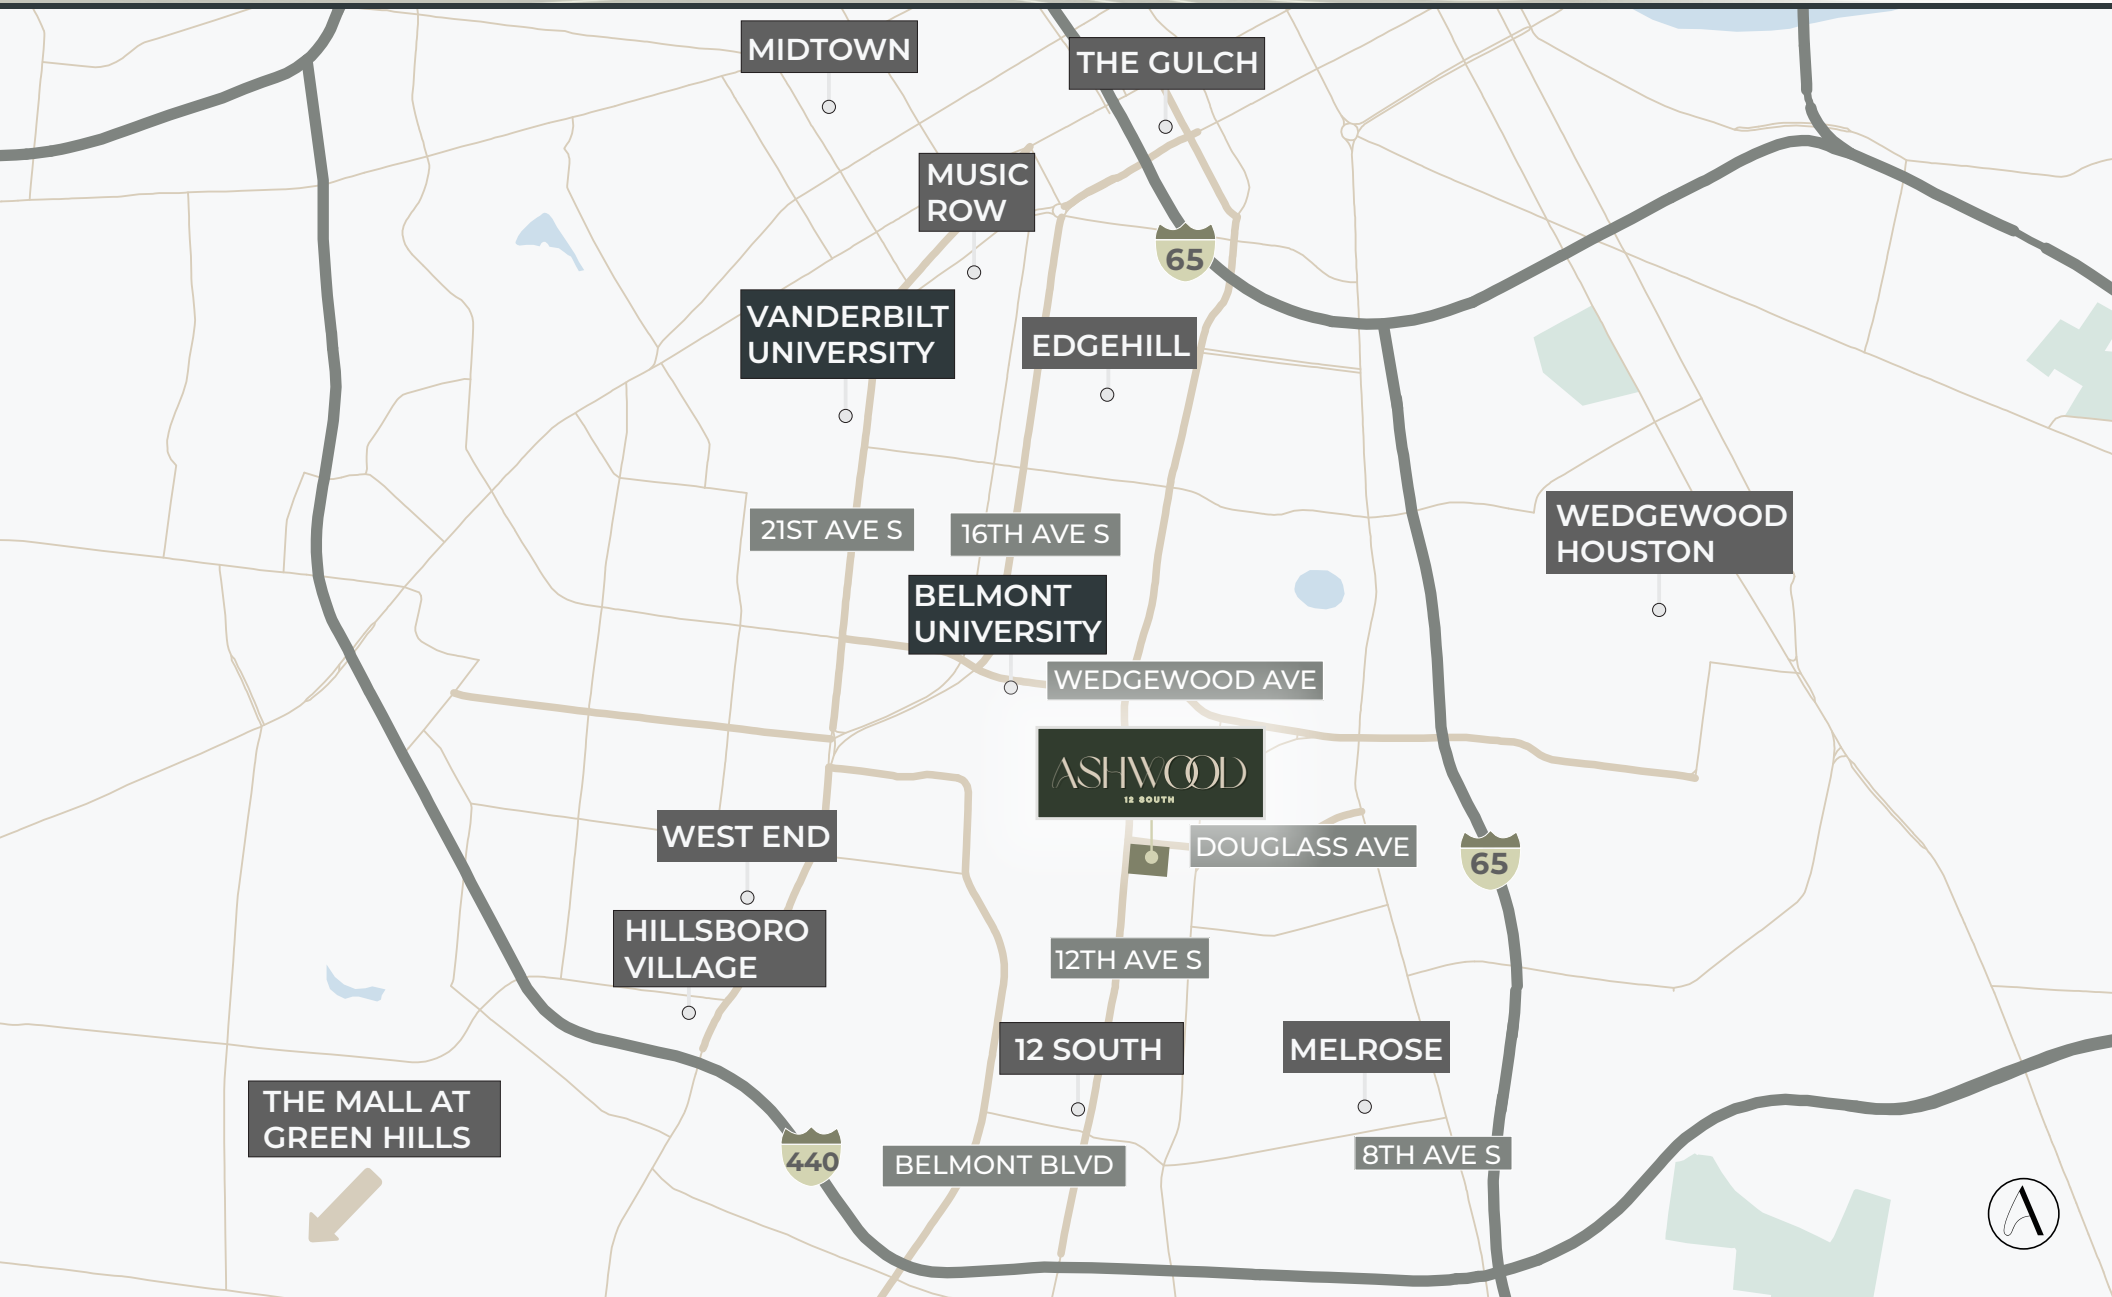 MIDTOWN
THE GULCH
MUSIC
ROW
65
VANDERBILT
UNIVERSITY
EDGEHILL
21ST AVE S
16TH AVE S
WEDGEWOOD
HOUSTON
BELMONT
UNIVERSITY
WEDGEWOOD AVE
ASHWOOD
12 SOUTH
WEST END
DOUGLASS AVE
65
HILLSBORO
VILLAGE
12TH AVE S
12 SOUTH
MELROSE
THE MALL AT
GREEN HILLS
440
BELMONT BLVD
8TH AVE S
A